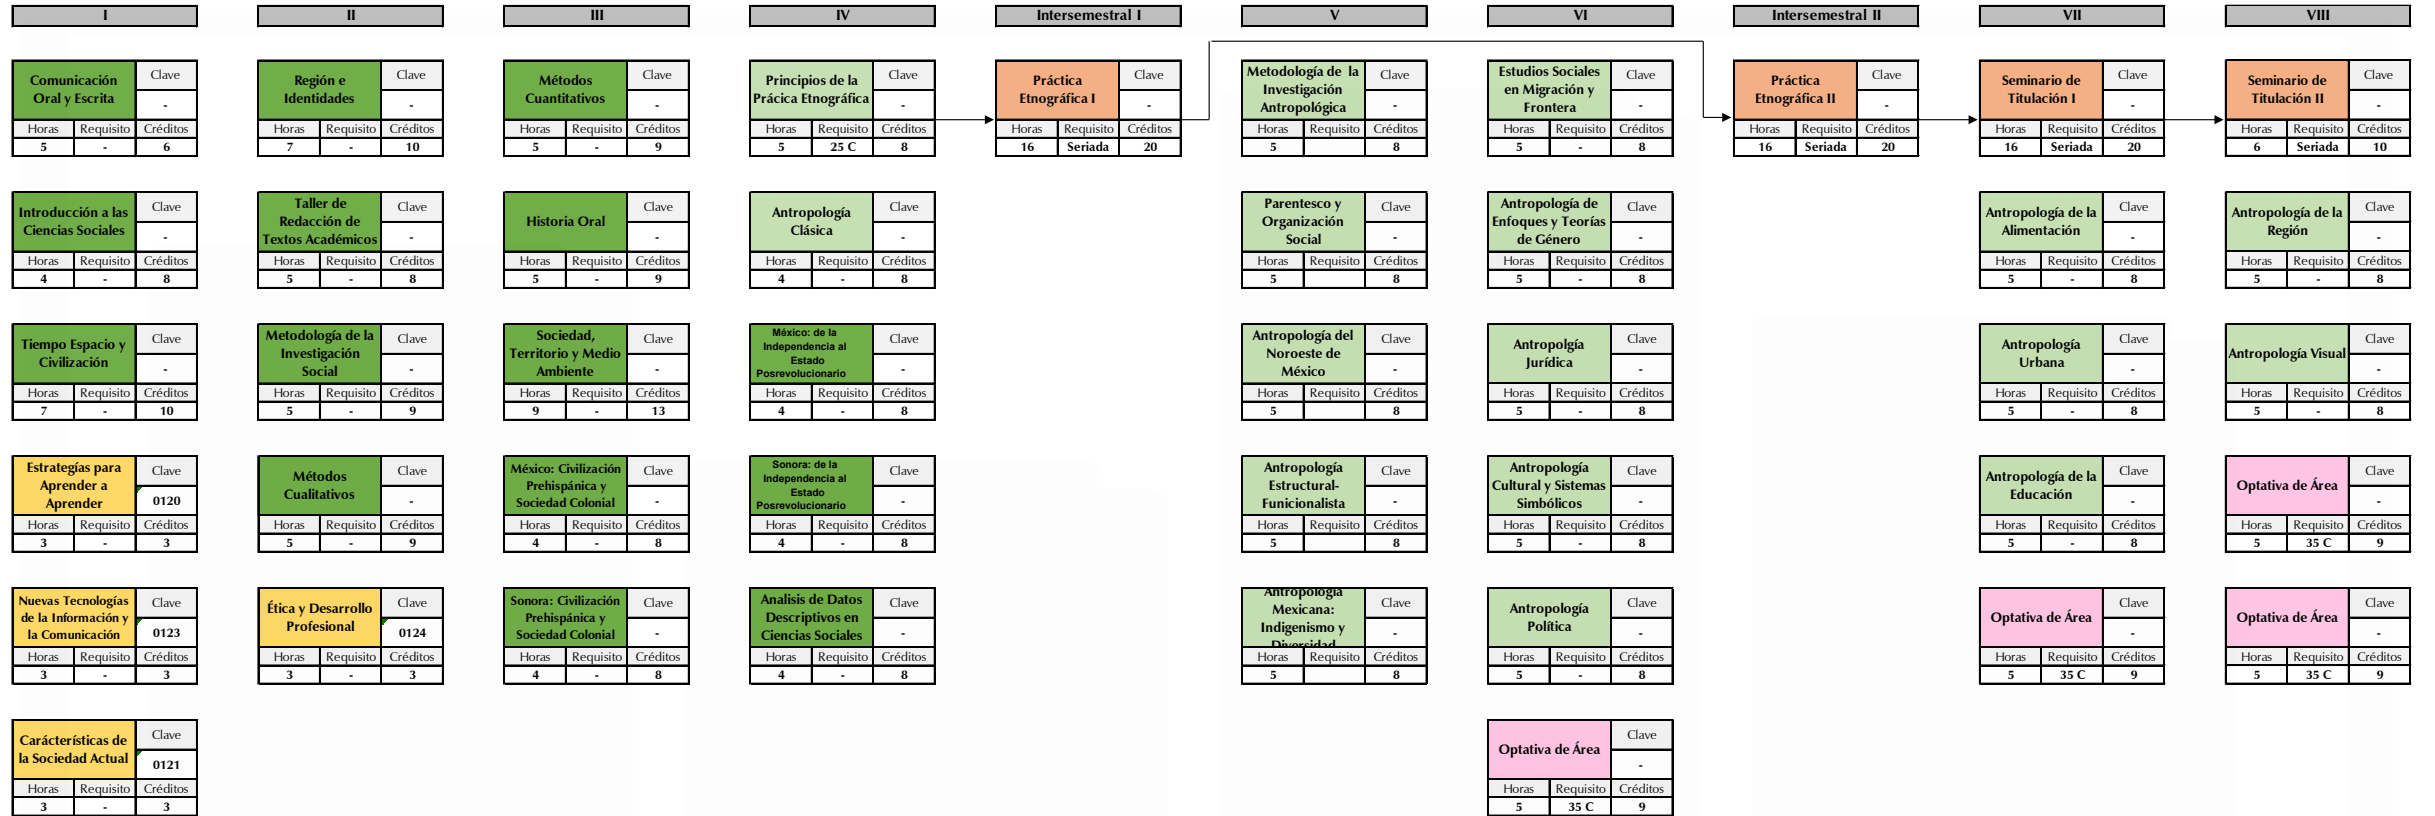 I II III IV Intersemestral I V VI Intersemestral II VII VIII
Comunicación
Oral y Escrita
Clave
-
Horas Requisito Créditos
5 - 6
Región e
Identidades
Clave
-
Horas Requisito Créditos
7 - 10
Métodos
Cuantitativos
Clave
-
Horas Requisito Créditos
5 - 9
Principios de la
Prácica Etnográfica
Clave
-
Horas Requisito Créditos
5 25 C 8
Práctica
Etnográfica I
Clave
-
Horas Requisito Créditos
16 Seriada 20
Metodología de la
Investigación
Antropológica
Clave
-
Horas Requisito Créditos
5 8
Estudios Sociales
en Migración y
Frontera
Clave
-
Horas Requisito Créditos
5 - 8
Práctica
Etnográfica II
Clave
-
Horas Requisito Créditos
16 Seriada 20
Seminario de
Titulación I
Clave
-
Horas Requisito Créditos
16 Seriada 20
Seminario de
Titulación II
Clave
-
Horas Requisito Créditos
6 Seriada 10
Introducción a las
Ciencias Sociales
Clave
-
Horas Requisito Créditos
4 - 8
Taller de
Redacción de
Textos Académicos
Clave
-
Horas Requisito Créditos
5 - 8
Historia Oral
Clave
-
Horas Requisito Créditos
5 - 9
Antropología
Clásica
Clave
-
Horas Requisito Créditos
4 - 8
Parentesco y
Organización
Social
Clave
-
Horas Requisito Créditos
5 8
Antropología de
Enfoques y Teorías
de Género
Clave
-
Horas Requisito Créditos
5 - 8
Antropología de la
Alimentación
Clave
-
Horas Requisito Créditos
5 - 8
Antropología de la
Región
Clave
-
Horas Requisito Créditos
5 - 8
Tiempo Espacio y
Civilización
Clave
-
Horas Requisito Créditos
7 - 10
Metodología de la
Investigación
Social
Clave
-
Horas Requisito Créditos
5 - 9
Sociedad,
Territorio y Medio
Ambiente
Clave
-
Horas Requisito Créditos
9 - 13
México: de la
Independencia al
Estado
Posrevolucionario
Clave
-
Horas Requisito Créditos
4 - 8
Antropología del
Noroeste de
México
Clave
-
Horas Requisito Créditos
5 8
Antropolgía
Jurídica
Clave
-
Horas Requisito Créditos
5 - 8
Antropología
Urbana
Clave
-
Horas Requisito Créditos
5 - 8
Antropología Visual
Clave
-
Horas Requisito Créditos
5 - 8
Estrategías para
Aprender a
Aprender
Clave
0120
Horas Requisito Créditos
3 - 3
Métodos
Cualitativos
Clave
-
Horas Requisito Créditos
5 - 9
México: Civilización
Prehispánica y
Sociedad Colonial
Clave
-
Horas Requisito Créditos
4 - 8
Sonora: de la
Independencia al
Estado
Posrevolucionario
Clave
-
Horas Requisito Créditos
4 - 8
Antropología
Estructural-
Funicionalista
Clave
-
Horas Requisito Créditos
5 8
Antropología
Cultural y Sistemas
Simbólicos
Clave
-
Horas Requisito Créditos
5 - 8
Antropología de la
Educación
Clave
-
Horas Requisito Créditos
5 - 8
Optativa de Área
Clave
-
Horas Requisito Créditos
5 35 C 9
Nuevas Tecnologías
de la Información y
la Comunicación
Clave
0123
Horas Requisito Créditos
3 - 3
Ética y Desarrollo
Profesional
Clave
0124
Horas Requisito Créditos
3 - 3
Sonora: Civilización
Prehispánica y
Sociedad Colonial
Clave
-
Horas Requisito Créditos
4 - 8
Analisis de Datos
Descriptivos en
Ciencias Sociales
Clave
-
Horas Requisito Créditos
4 - 8
Antropología
Mexicana:
Indigenismo y
Diversidad
Clave
-
Horas Requisito Créditos
5 8
Antropología
Política
Clave
-
Horas Requisito Créditos
5 - 8
Optativa de Área
Clave
-
Horas Requisito Créditos
5 35 C 9
Optativa de Área
Clave
-
Horas Requisito Créditos
5 35 C 9
Carácterísticas de
la Sociedad Actual
Clave
0121
Horas Requisito Créditos
3 - 3
Optativa de Área
Clave
-
Horas Requisito Créditos
5 35 C 9